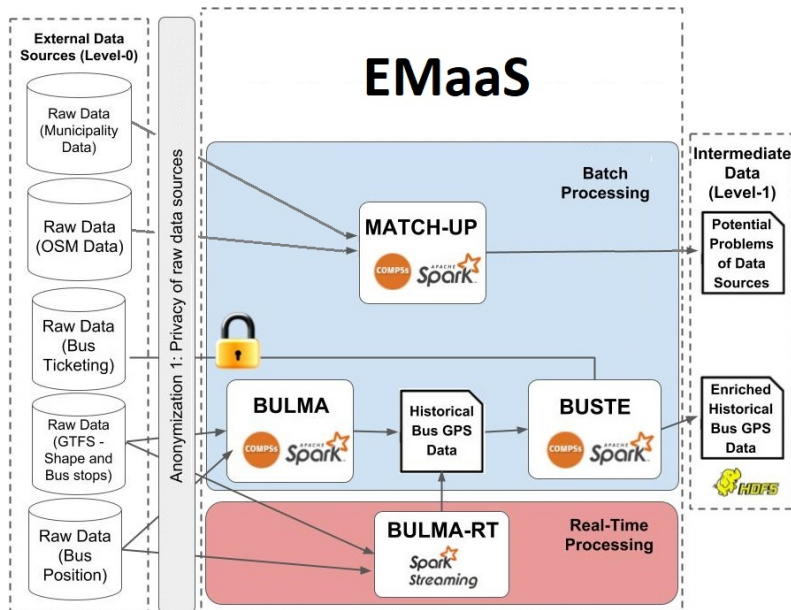 External Data
Sources (Level-0)
Raw Data
(Municipality
Data)
Raw Data
(OSM Data)
Raw Data
(Bus
Ticketing)
Raw Data
(GTFS -
Shape and
Bus stops)
Raw Data
(Bus
Position)
Anonymization 1: Privacy of raw data sources
EMaaS
Batch
Processing
MATCH-UP
COMPSs
APACHE
Spark
BULMA
COMPSs
APACHE
Spark
Historical
Bus GPS
Data
BUSTE
COMPSs
APACHE
Spark
BULMA-RT
Spark
Streaming
Real-Time
Processing
Intermediate
Data
(Level-1)
Potential
Problems
of Data
Sources
Enriched
Historical
Bus GPS
Data
HDFS